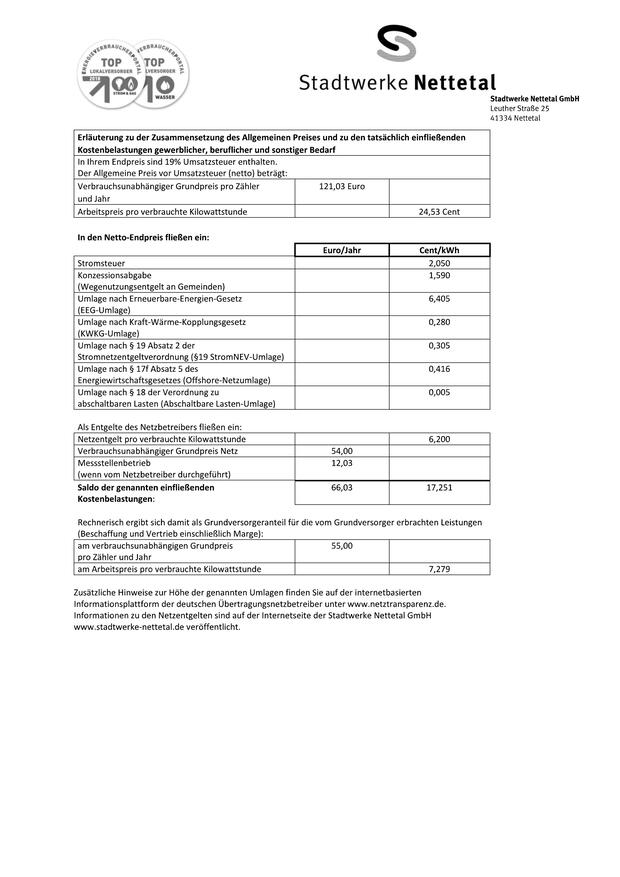 ENERGIEVERBRAUCHERPORTAL
TOP
LOKALVERSORGER
2019
100
STROM & GAS
TOP
10
WASSER
Stadtwerke Nettetal
Stadtwerke Nettetal GmbH
Leuther Straße 25
41334 Nettetal
Erläuterung zu der Zusammensetzung des Allgemeinen Preises und zu den tatsächlich einfließenden
Kostenbelastungen gewerblicher, beruflicher und sonstiger Bedarf
In Ihrem Endpreis sind 19% Umsatzsteuer enthalten.
Der Allgemeine Preis vor Umsatzsteuer (netto) beträgt:
Verbrauchsunabhängiger Grundpreis pro Zähler 121,03 Euro
und Jahr
Arbeitspreis pro verbrauchte Kilowattstunde 24,53 Cent
In den Netto-Endpreis fließen ein:
Euro/Jahr Cent/kWh
Stromsteuer 2,050
Konzessionsabgabe 1,590
(Wegenutzungsentgelt an Gemeinden)
Umlage nach Erneuerbare-Energien-Gesetz 6,405
(EEG-Umlage)
Umlage nach Kraft-Wärme-Kopplungsgesetz 0,280
(KWKG-Umlage)
Umlage nach § 19 Absatz 2 der 0,305
Stromnetzentgeltverordnung (§19 StromNEV-Umlage)
Umlage nach § 17f Absatz 5 des 0,416
Energiewirtschaftsgesetzes (Offshore-Netzumlage)
Umlage nach § 18 der Verordnung zu 0,005
abschaltbaren Lasten (Abschaltbare Lasten-Umlage)
Als Entgelte des Netzbetreibers fließen ein:
Netzentgelt pro verbrauchte Kilowattstunde 6,200
Verbrauchsunabhängiger Grundpreis Netz 54,00
Messstellenbetrieb 12,03
(wenn vom Netzbetreiber durchgeführt)
Saldo der genannten einfließenden 66,03 17,251
Kostenbelastungen:
Rechnerisch ergibt sich damit als Grundversorgeranteil für die vom Grundversorger erbrachten Leistungen
(Beschaffung und Vertrieb einschließlich Marge):
am verbrauchsunabhängigen Grundpreis 55,00
pro Zähler und Jahr
am Arbeitspreis pro verbrauchte Kilowattstunde 7,279
Zusätzliche Hinweise zur Höhe der genannten Umlagen finden Sie auf der internetbasierten
Informationsplattform der deutschen Übertragungsnetzbetreiber unter www.netztransparenz.de.
Informationen zu den Netzentgelten sind auf der Internetseite der Stadtwerke Nettetal GmbH
www.stadtwerke-nettetal.de veröffentlicht.